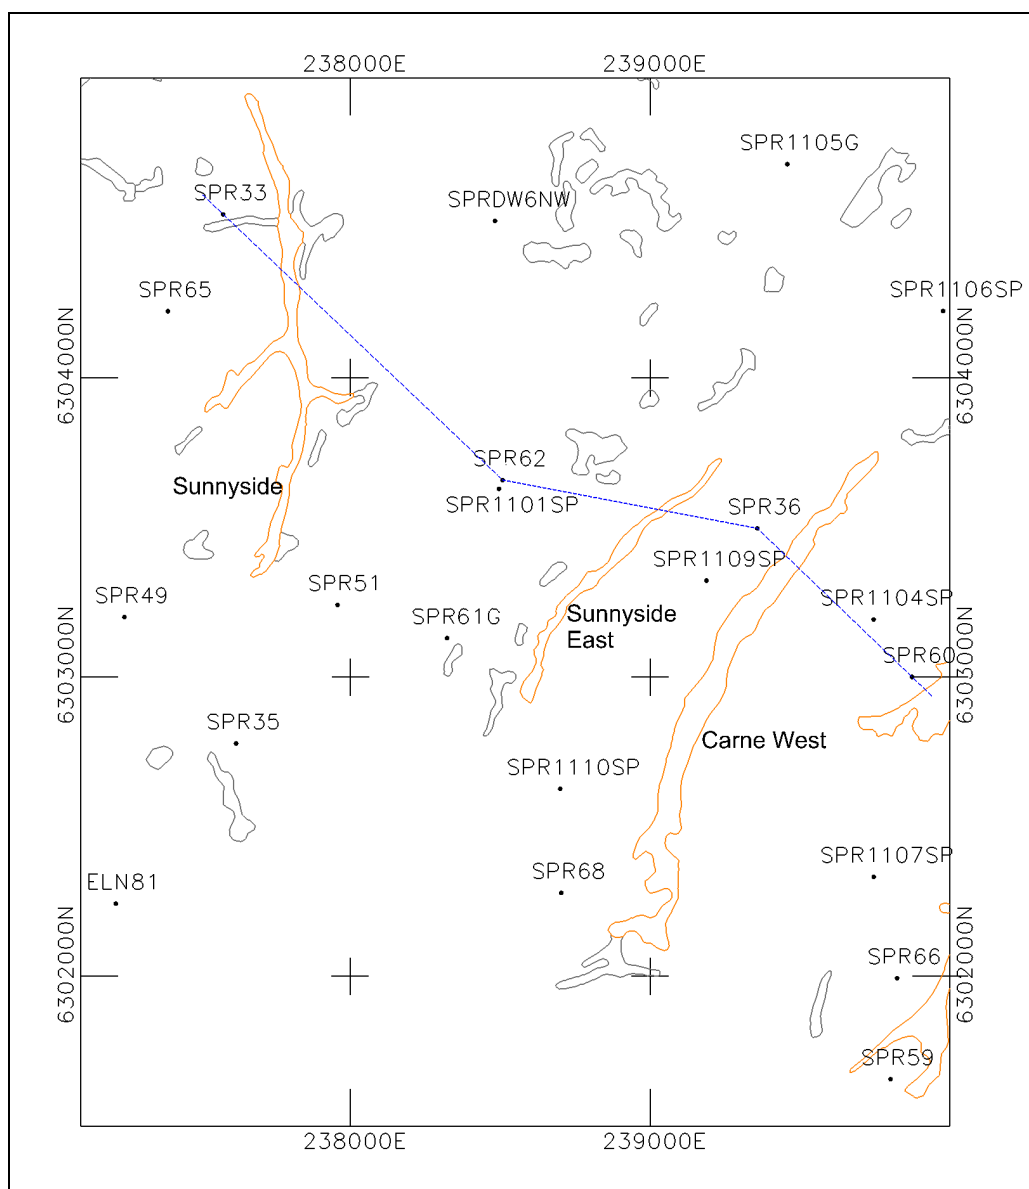 238000E
239000E
SPR1105G
SPR33
SPRDW6NW
SPR65
SPR1106SP
6304000N
6304000N
SPR62
Sunnyside
SPR1101SP
SPR36
SPR1109SP
SPR49
SPR51
SPR61G
Sunnyside
East
SPR1104SP
6303000N
SPR60
6303000N
SPR35
Carne West
SPR1110SP
SPR68
SPR1107SP
ELN81
6302000N
SPR66
6302000N
SPR59
238000E
239000E